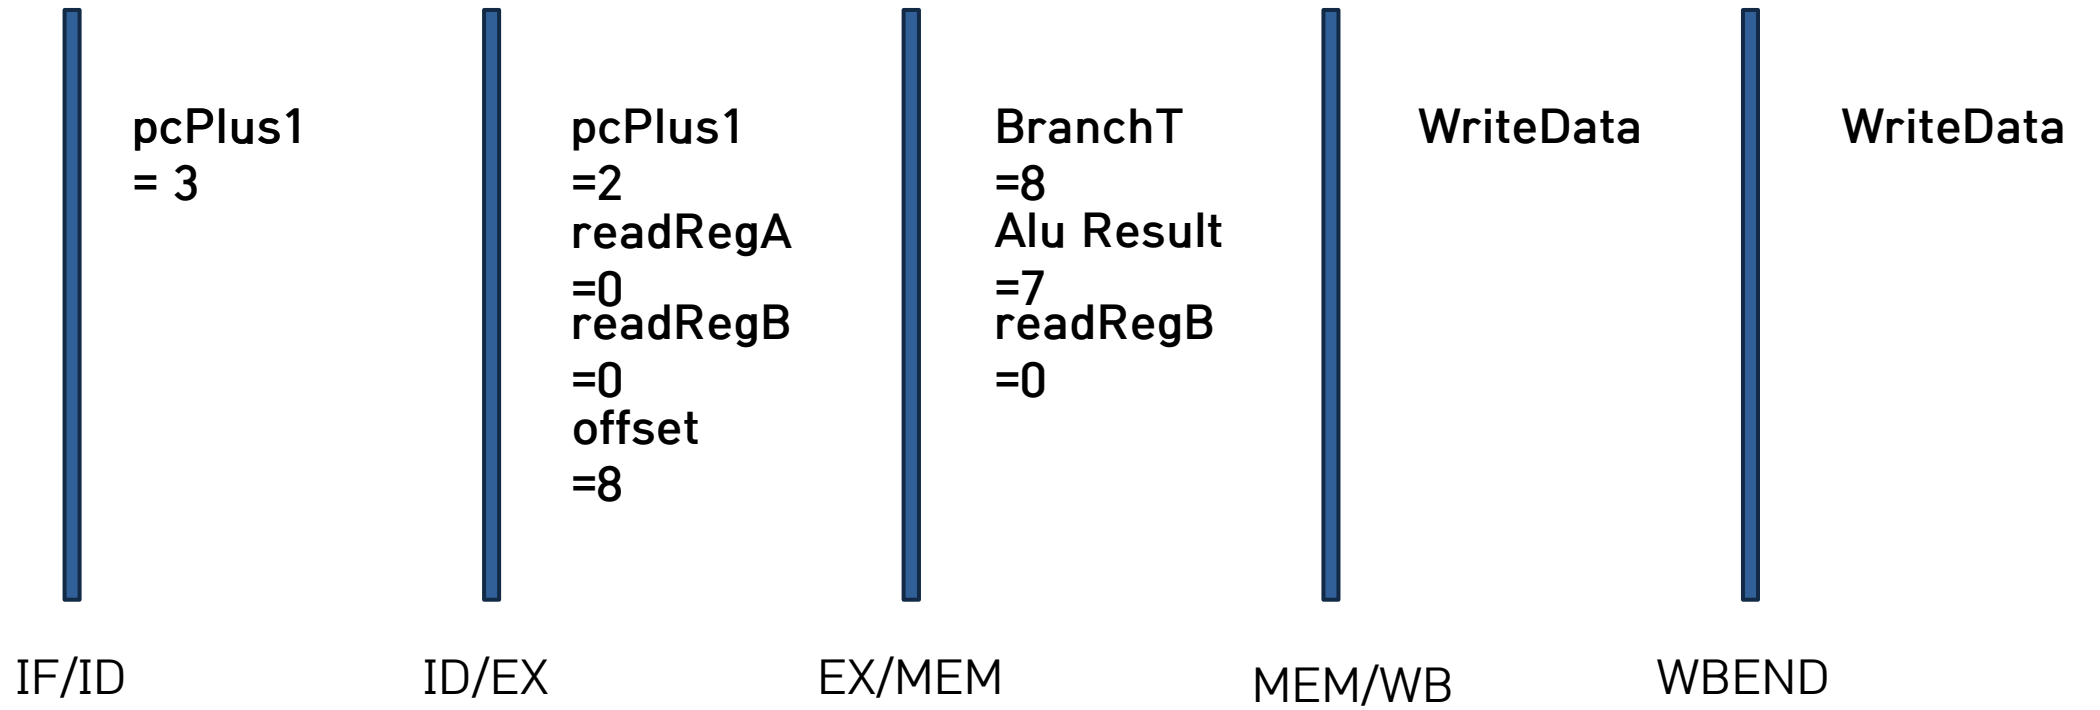 pcPlus1
= 3
pcPlus1
=2
readRegA
=0
readRegB
=0
offset
=8
BranchT
=8
Alu Result
=7
readRegB
=0
WriteData
WriteData
IF/ID
ID/EX
EX/MEM
MEM/WB
WBEND